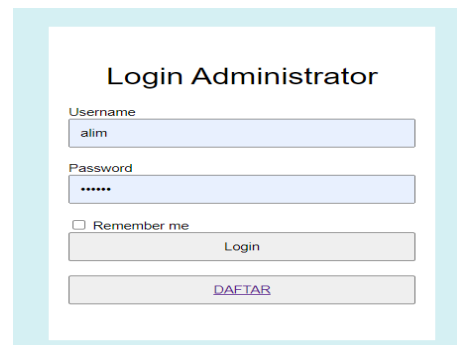 Login Administrator
Username
alim
Password
••••••
Remember me
Login
DAFTAR